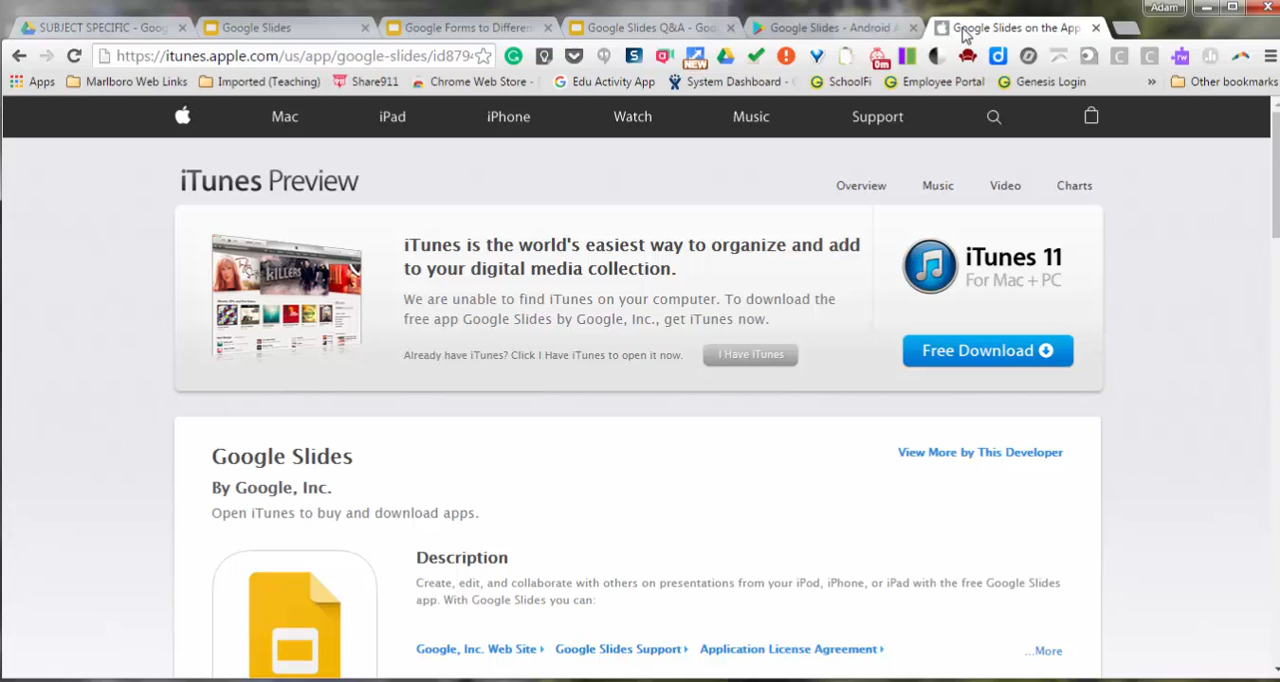 Adam
SUBJECT SPECIFIC - Goog
Google Slides
Google Forms to Differen
Google Slides Q&A - Goo
Google Slides - Android A
Google Slides on the App
https://itunes.apple.com/us/app/google-slides/id879
NEW
0m
Apps
Marlboro Web Links
Imported (Teaching)
Share911
Chrome Web Store -
Edu Activity App
System Dashboard -
SchoolFi
Employee Portal
Genesis Login
»
Other bookmarks
Mac
iPad
iPhone
Watch
Music
Support
iTunes Preview
Overview
Music
Video
Charts
iTunes is the world's easiest way to organize and add
to your digital media collection.
We are unable to find iTunes on your computer. To download the
free app Google Slides by Google, Inc., get iTunes now.
Already have iTunes? Click I Have iTunes to open it now.
I Have iTunes
KILLERS
iTunes 11
For Mac + PC
Free Download
Google Slides
View More by This Developer
By Google, Inc.
Open iTunes to buy and download apps.
Description
Create, edit, and collaborate with others on presentations from your iPod, iPhone, or iPad with the free Google Slides
app. With Google Slides you can:
Google, Inc. Web Site
Google Slides Support
Application License Agreement
...More